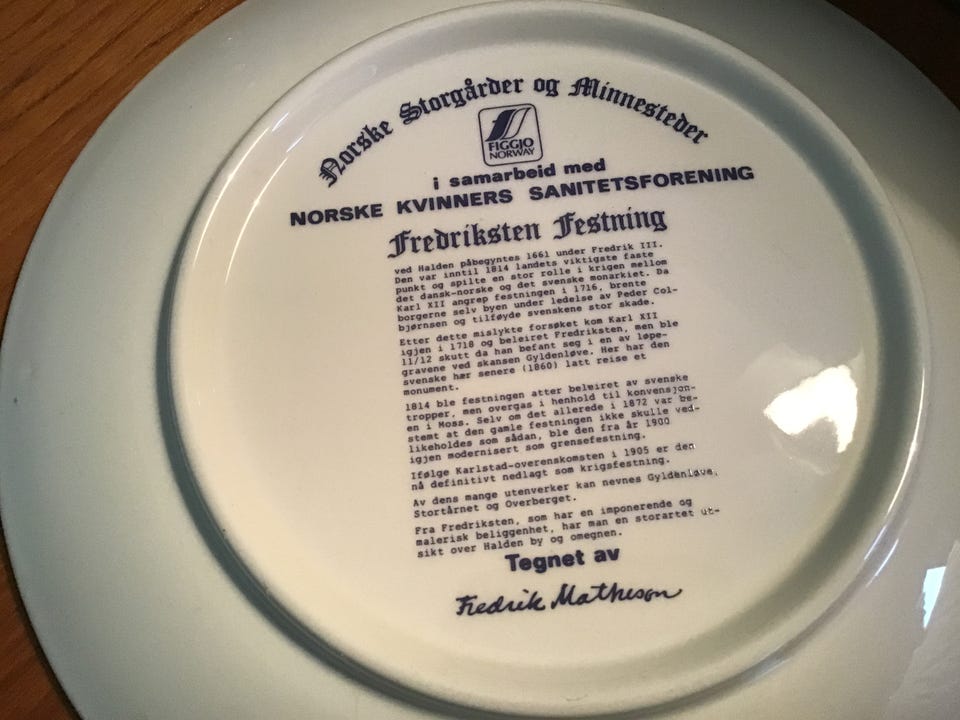 Norske Storgårder og Minnesteder
FIGGJO
NORWAY
i samarbeid med
NORSKE KVINNERS SANITETSFORENING
Fredriksten Festning
ved Halden påbegyntes 1661 under Fredrik III.
Den var inntil 1814 landets viktigste faste
punkt og spilte en stor rolle i krigen mellom
det dansk-norske og det svenske monarkiet. Da
Karl XII angrep festningen i 1716, brente
borgerne selv byen under ledelse av Peder Col-
bjørnsen og tilføyde svenskene stor skade.
Etter dette mislykte forsøket kom Karl XII
igjen i 1718 og beleiret Fredriksten, men ble
11/12 skutt da han befant seg i en av løpe-
gravene ved skansen Gyldenløve. Her har den
svenske hær senere (1860) latt reise et
monument.
1814 ble festningen atter beleiret av svenske
tropper, men overgas i henhold til konvensjon-
en i Moss. Selv om det allerede i 1872 var be-
stemt at den gamle festningen ikke skulle ved-
likeholdes som sådan, ble den fra år 1900
igjen modernisert som grensefestning.
Ifølge Karlstad-overenskomsten i 1905 er den
nå definitivt nedlagt som krigsfestning.
Av dens mange utenverker kan nevnes Gyldenløve,
Stortårnet og Overberget.
Fra Fredriksten, som har en imponerende og
malerisk beliggenhet, har man en storartet ut-
sikt over Halden by og omegnen.
Tegnet av
Fredrik Matheson